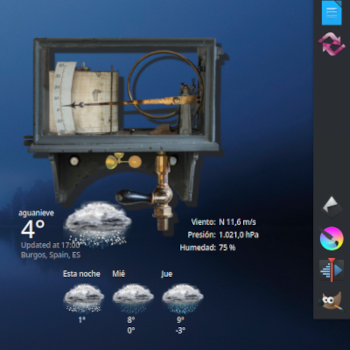 aguanieve
4°
Updated at 17:00
Burgos, Spain, ES
Viento: N 11,6 m/s
Presión: 1.021,0 hPa
Humedad: 75 %
Esta noche Mié Jue
1° 8° 9°
0° -3°